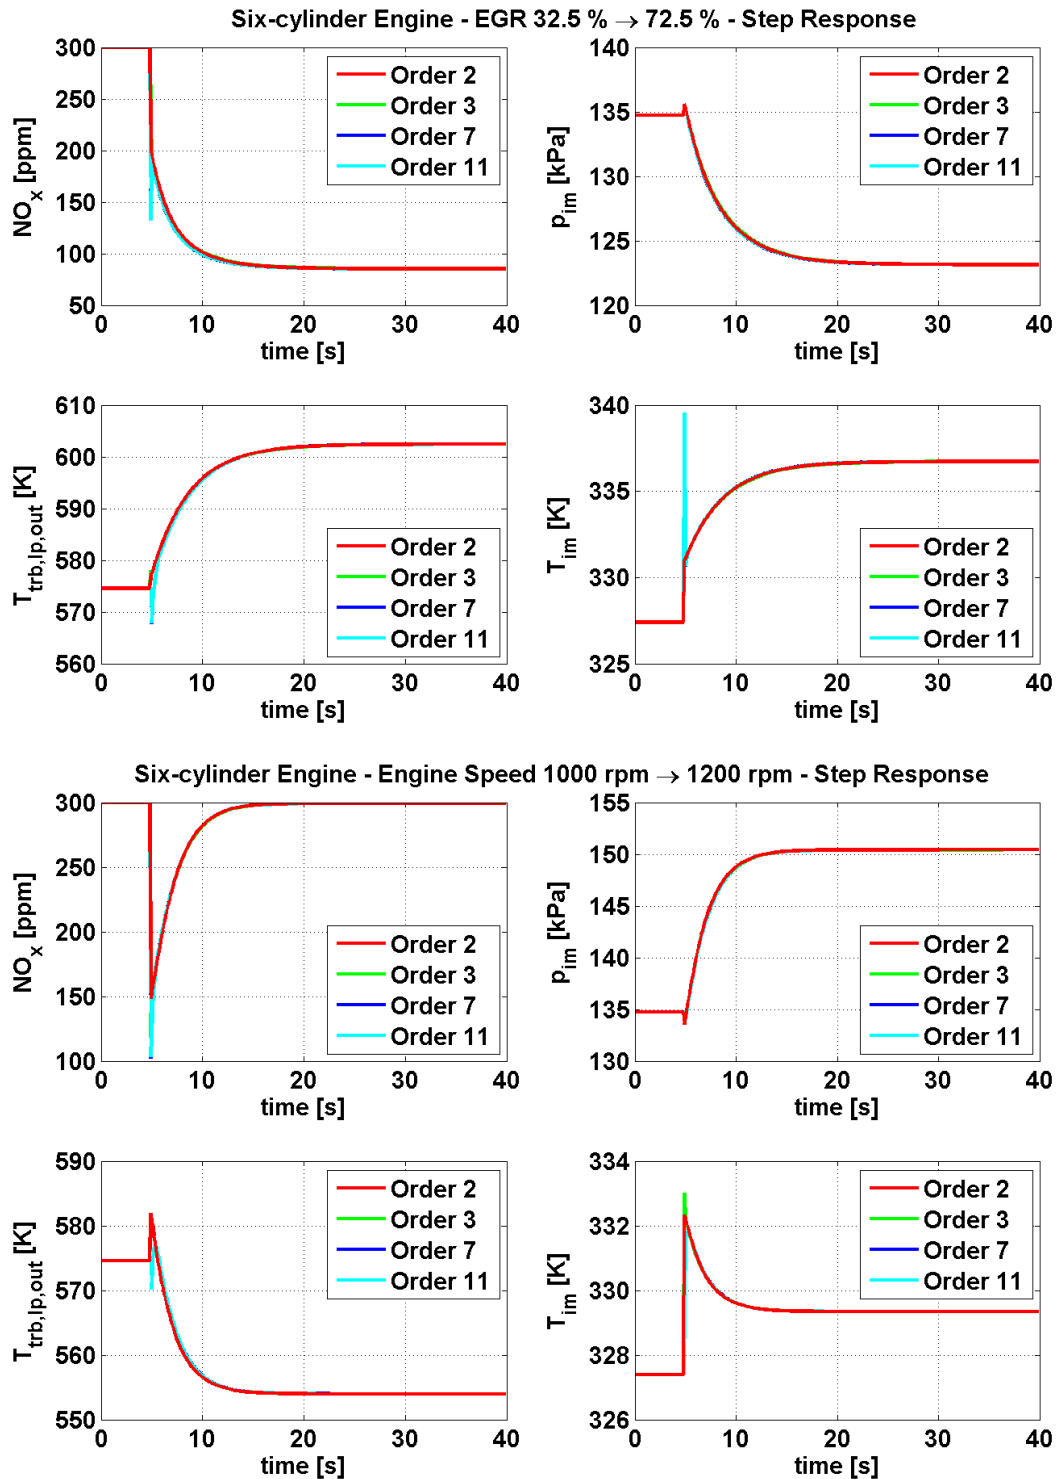 Six-cylinder Engine - EGR 32.5 % → 72.5 % - Step Response
300
250
200
150
100
50
NOx [ppm]
Order 2
Order 3
Order 7
Order 11
0 10 20 30 40
time [s]
140
135
130
125
120
pim [kPa]
Order 2
Order 3
Order 7
Order 11
0 10 20 30 40
time [s]
610
600
590
580
570
560
Ttrb,lp,out [K]
Order 2
Order 3
Order 7
Order 11
0 10 20 30 40
time [s]
340
335
330
325
Tim [K]
Order 2
Order 3
Order 7
Order 11
0 10 20 30 40
time [s]
Six-cylinder Engine - Engine Speed 1000 rpm → 1200 rpm - Step Response
300
250
200
150
100
NOx [ppm]
Order 2
Order 3
Order 7
Order 11
0 10 20 30 40
time [s]
155
150
145
140
135
130
pim [kPa]
Order 2
Order 3
Order 7
Order 11
0 10 20 30 40
time [s]
590
580
570
560
550
Ttrb,lp,out [K]
Order 2
Order 3
Order 7
Order 11
0 10 20 30 40
time [s]
334
332
330
328
326
Tim [K]
Order 2
Order 3
Order 7
Order 11
0 10 20 30 40
time [s]